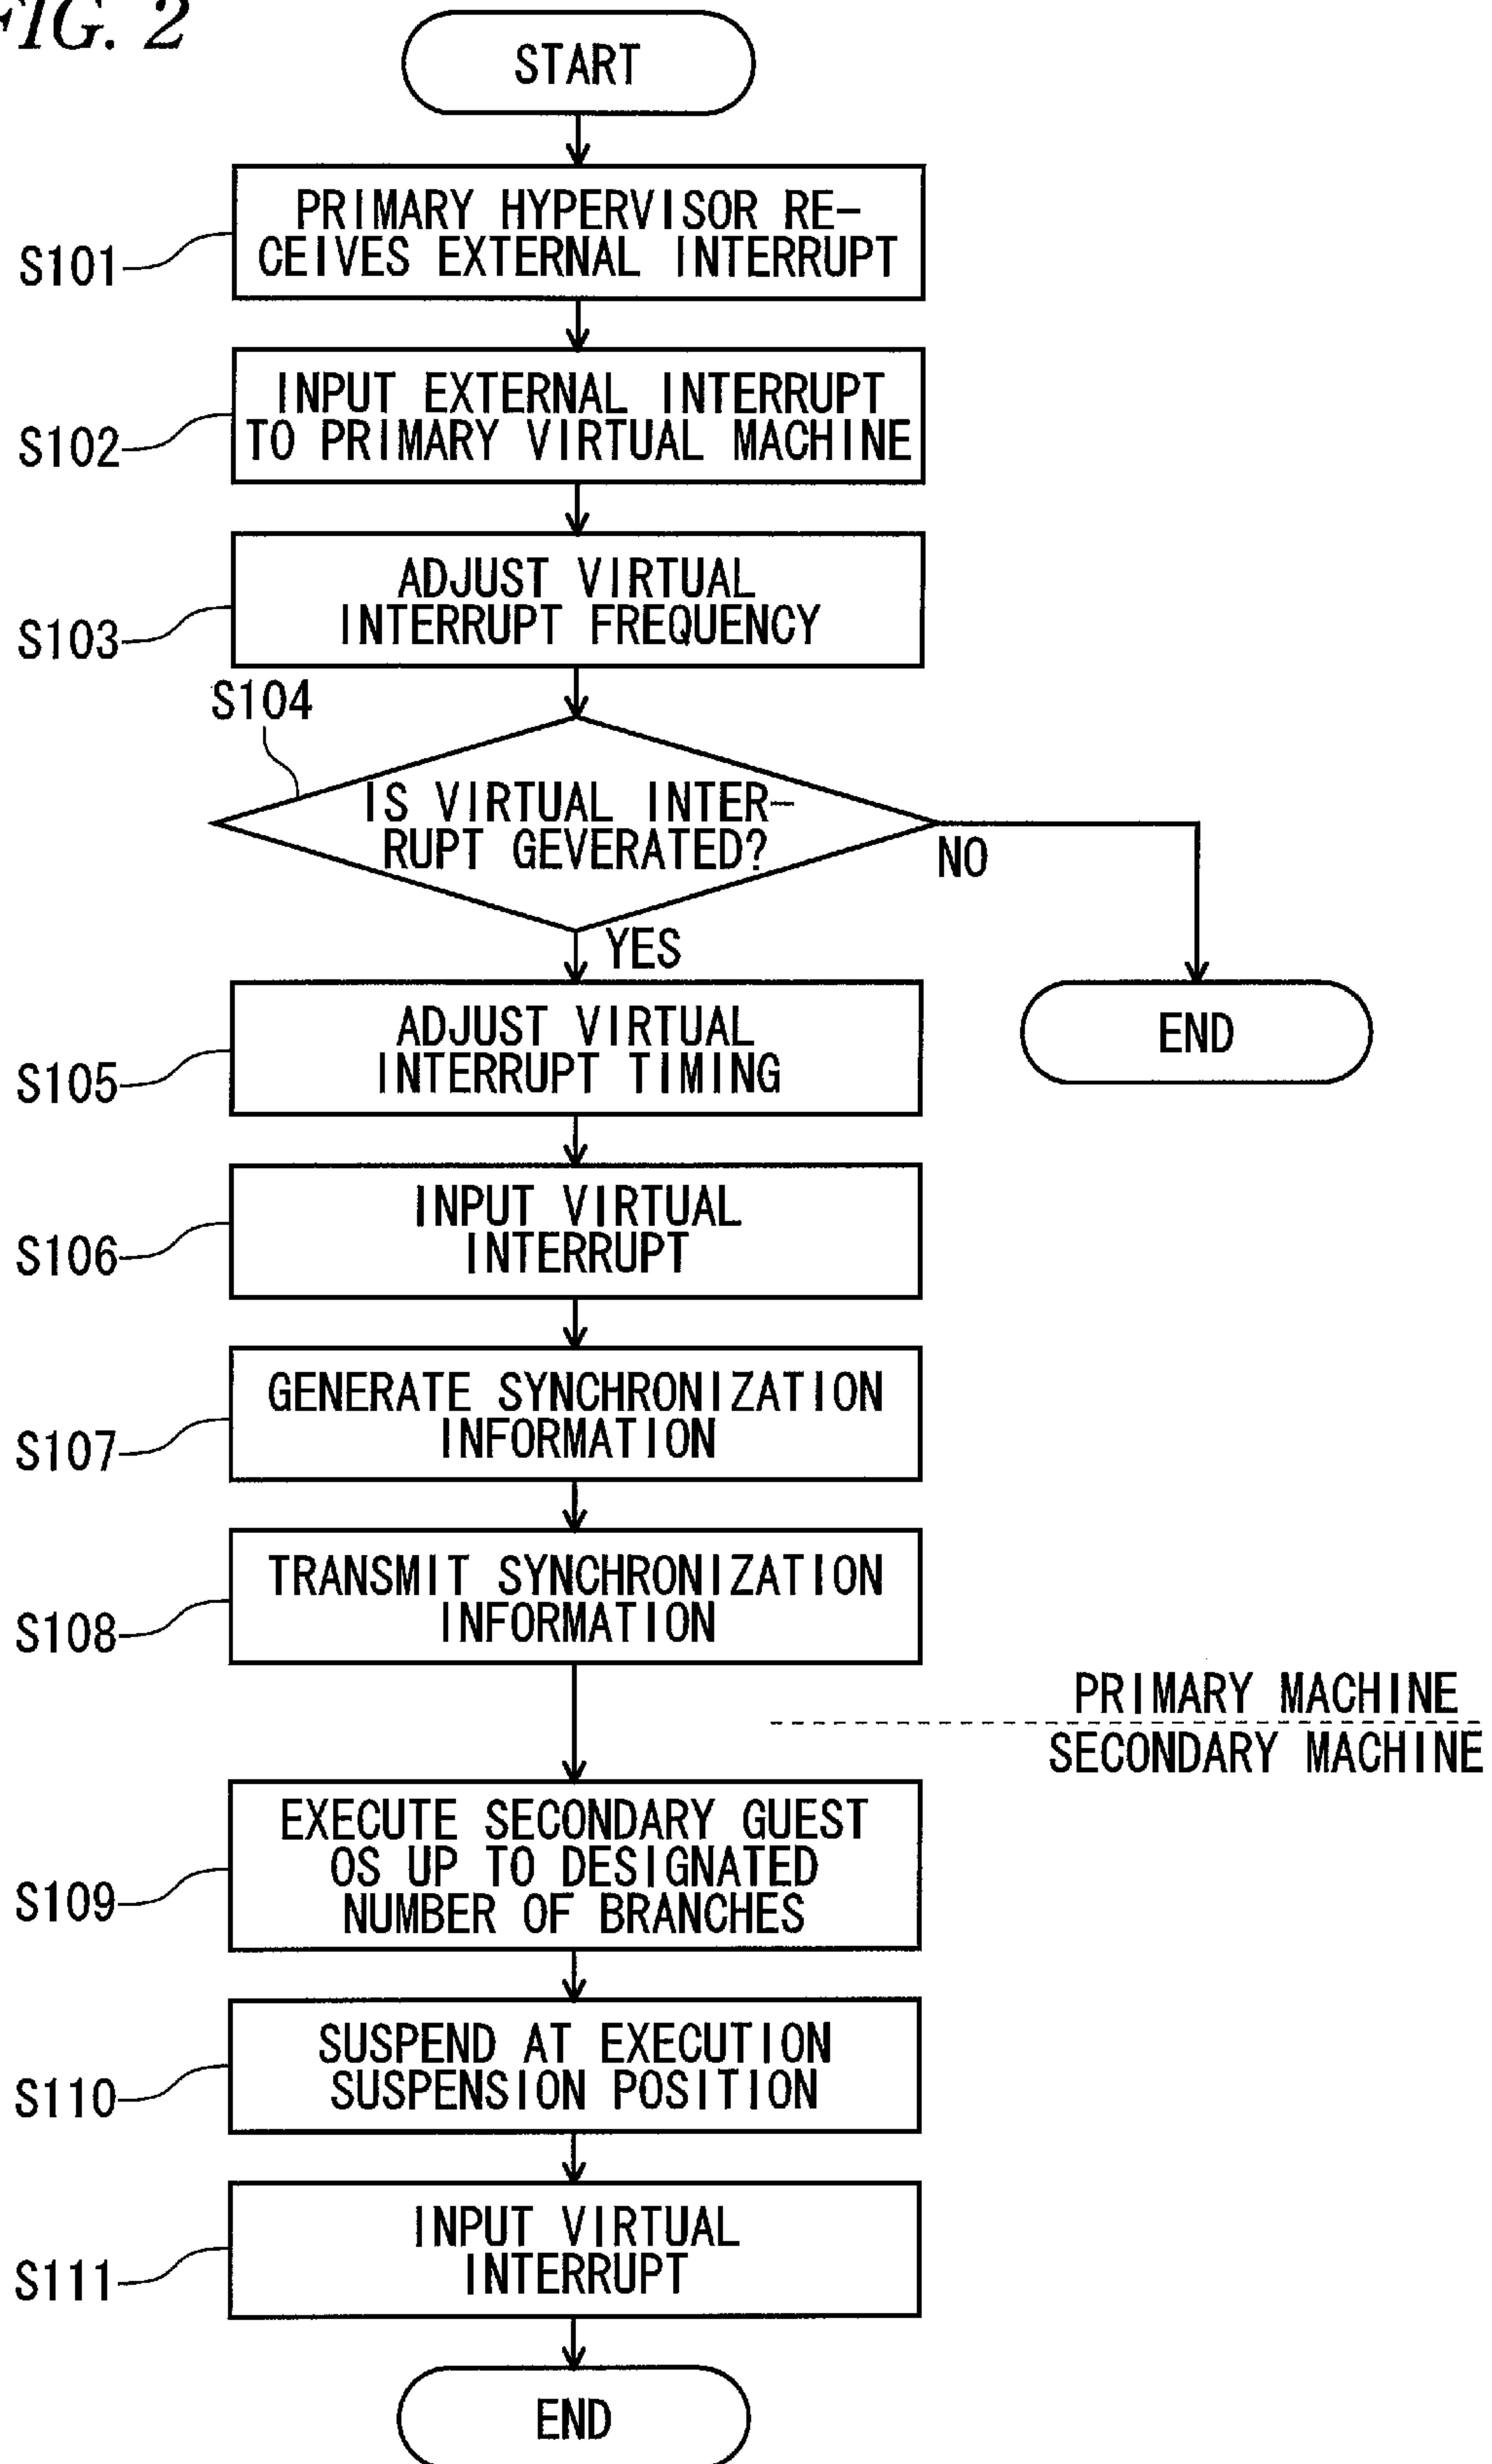 FIG. 2
START
S101
PRIMARY HYPERVISOR RE-
CEIVES EXTERNAL INTERRUPT
S102
INPUT EXTERNAL INTERRUPT
TO PRIMARY VIRTUAL MACHINE
S103
ADJUST VIRTUAL
INTERRUPT FREQUENCY
S104
IS VIRTUAL INTER-
RUPT GEVERATED?
NO
YES
END
S105
ADJUST VIRTUAL
INTERRUPT TIMING
S106
INPUT VIRTUAL
INTERRUPT
S107
GENERATE SYNCHRONIZATION
INFORMATION
S108
TRANSMIT SYNCHRONIZATION
INFORMATION
PRIMARY MACHINE
SECONDARY MACHINE
S109
EXECUTE SECONDARY GUEST
OS UP TO DESIGNATED
NUMBER OF BRANCHES
S110
SUSPEND AT EXECUTION
SUSPENSION POSITION
S111
INPUT VIRTUAL
INTERRUPT
END